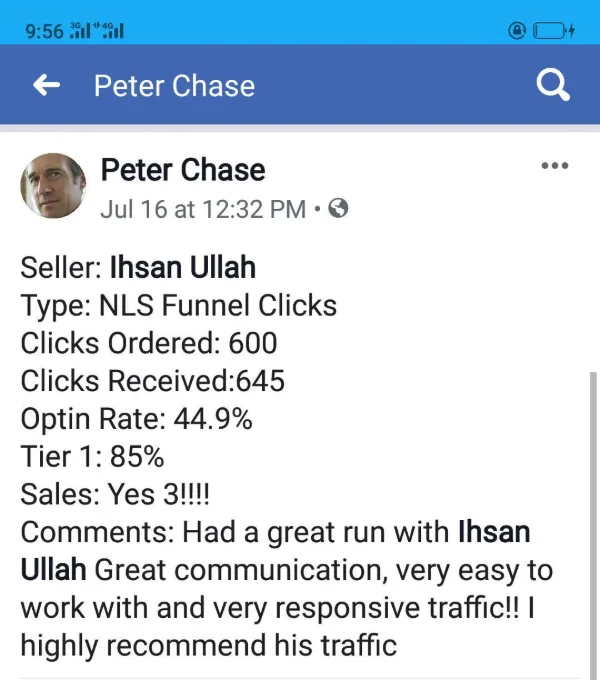 9:56 3G 4G
Peter Chase
Peter Chase
Jul 16 at 12:32 PM •
Seller: Ihsan Ullah
Type: NLS Funnel Clicks
Clicks Ordered: 600
Clicks Received:645
Optin Rate: 44.9%
Tier 1: 85%
Sales: Yes 3!!!!
Comments: Had a great run with Ihsan
Ullah Great communication, very easy to
work with and very responsive traffic!! I
highly recommend his traffic